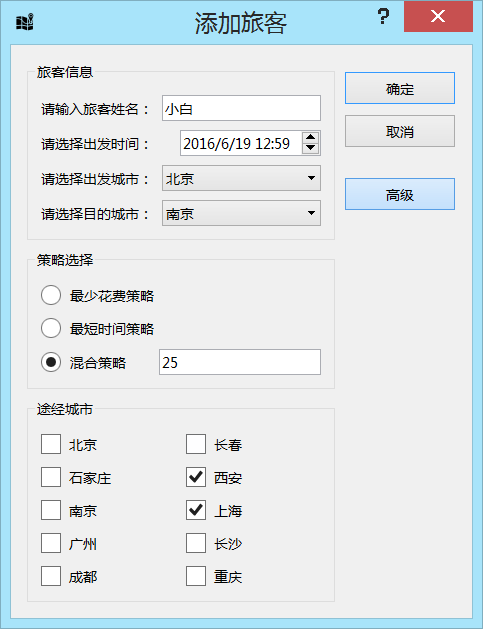 添加旅客
?
旅客信息
请输入旅客姓名： 小白
请选择出发时间： 2016/6/19 12:59
请选择出发城市： 北京
请选择目的城市： 南京
确定
取消
高级
策略选择
最少花费策略
最短时间策略
混合策略 25
途经城市
北京 长春
石家庄 西安
南京 上海
广州 长沙
成都 重庆